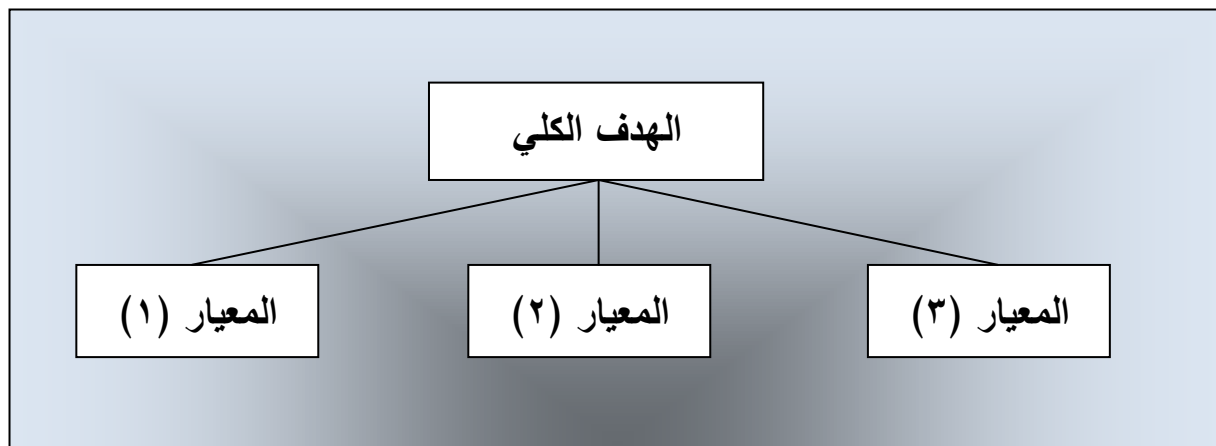 الهدف الكلي
المعيار (١)
المعيار (٢)
المعيار (٣)